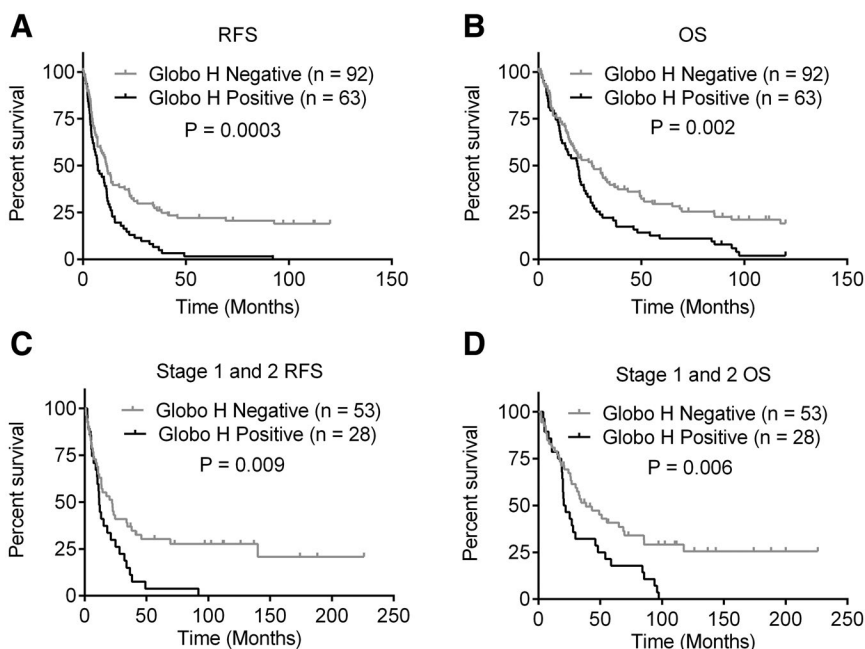 A
RFS
Globo H Negative (n = 92)
Globo H Positive (n = 63)
P = 0.0003
Percent survival
100
75
50
25
0
0 50 100 150
Time (Months)
B
OS
Globo H Negative (n = 92)
Globo H Positive (n = 63)
P = 0.002
Percent survival
100
75
50
25
0
0 50 100 150
Time (Months)
C
Stage 1 and 2 RFS
Globo H Negative (n = 53)
Globo H Positive (n = 28)
P = 0.009
Percent survival
100
75
50
25
0
0 50 100 150 200 250
Time (Months)
D
Stage 1 and 2 OS
Globo H Negative (n = 53)
Globo H Positive (n = 28)
P = 0.006
Percent survival
100
75
50
25
0
0 50 100 150 200 250
Time (Months)